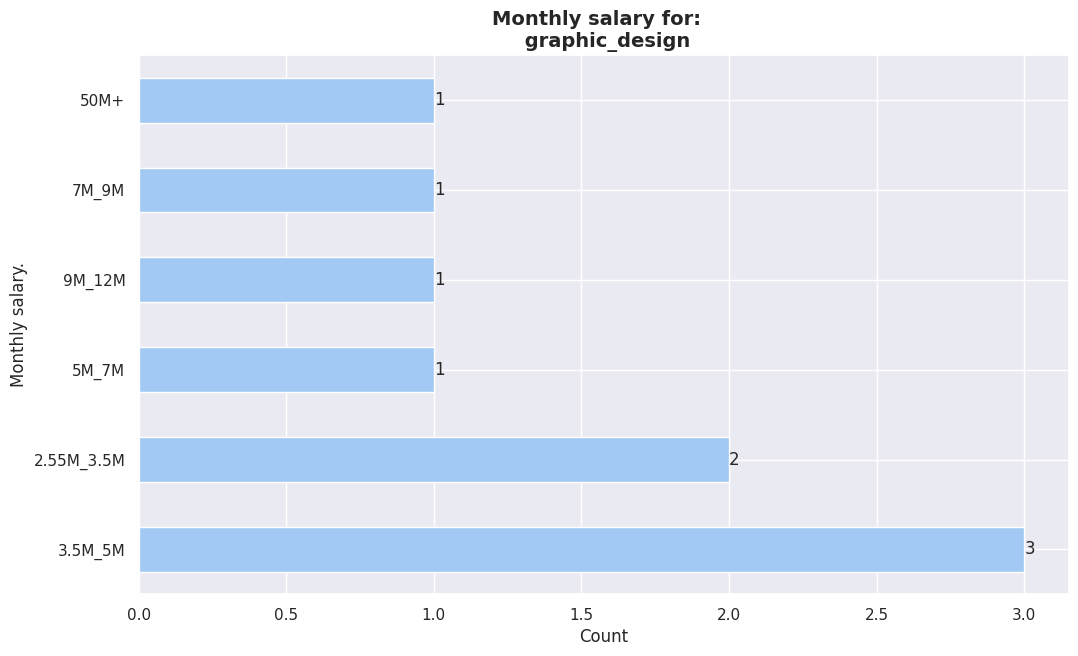 Monthly salary for:
graphic_design
50M+
1
7M_9M
1
9M_12M
1
5M_7M
1
2.55M_3.5M
2
3.5M_5M
3
Monthly salary.
0.0 0.5 1.0 1.5 2.0 2.5 3.0
Count